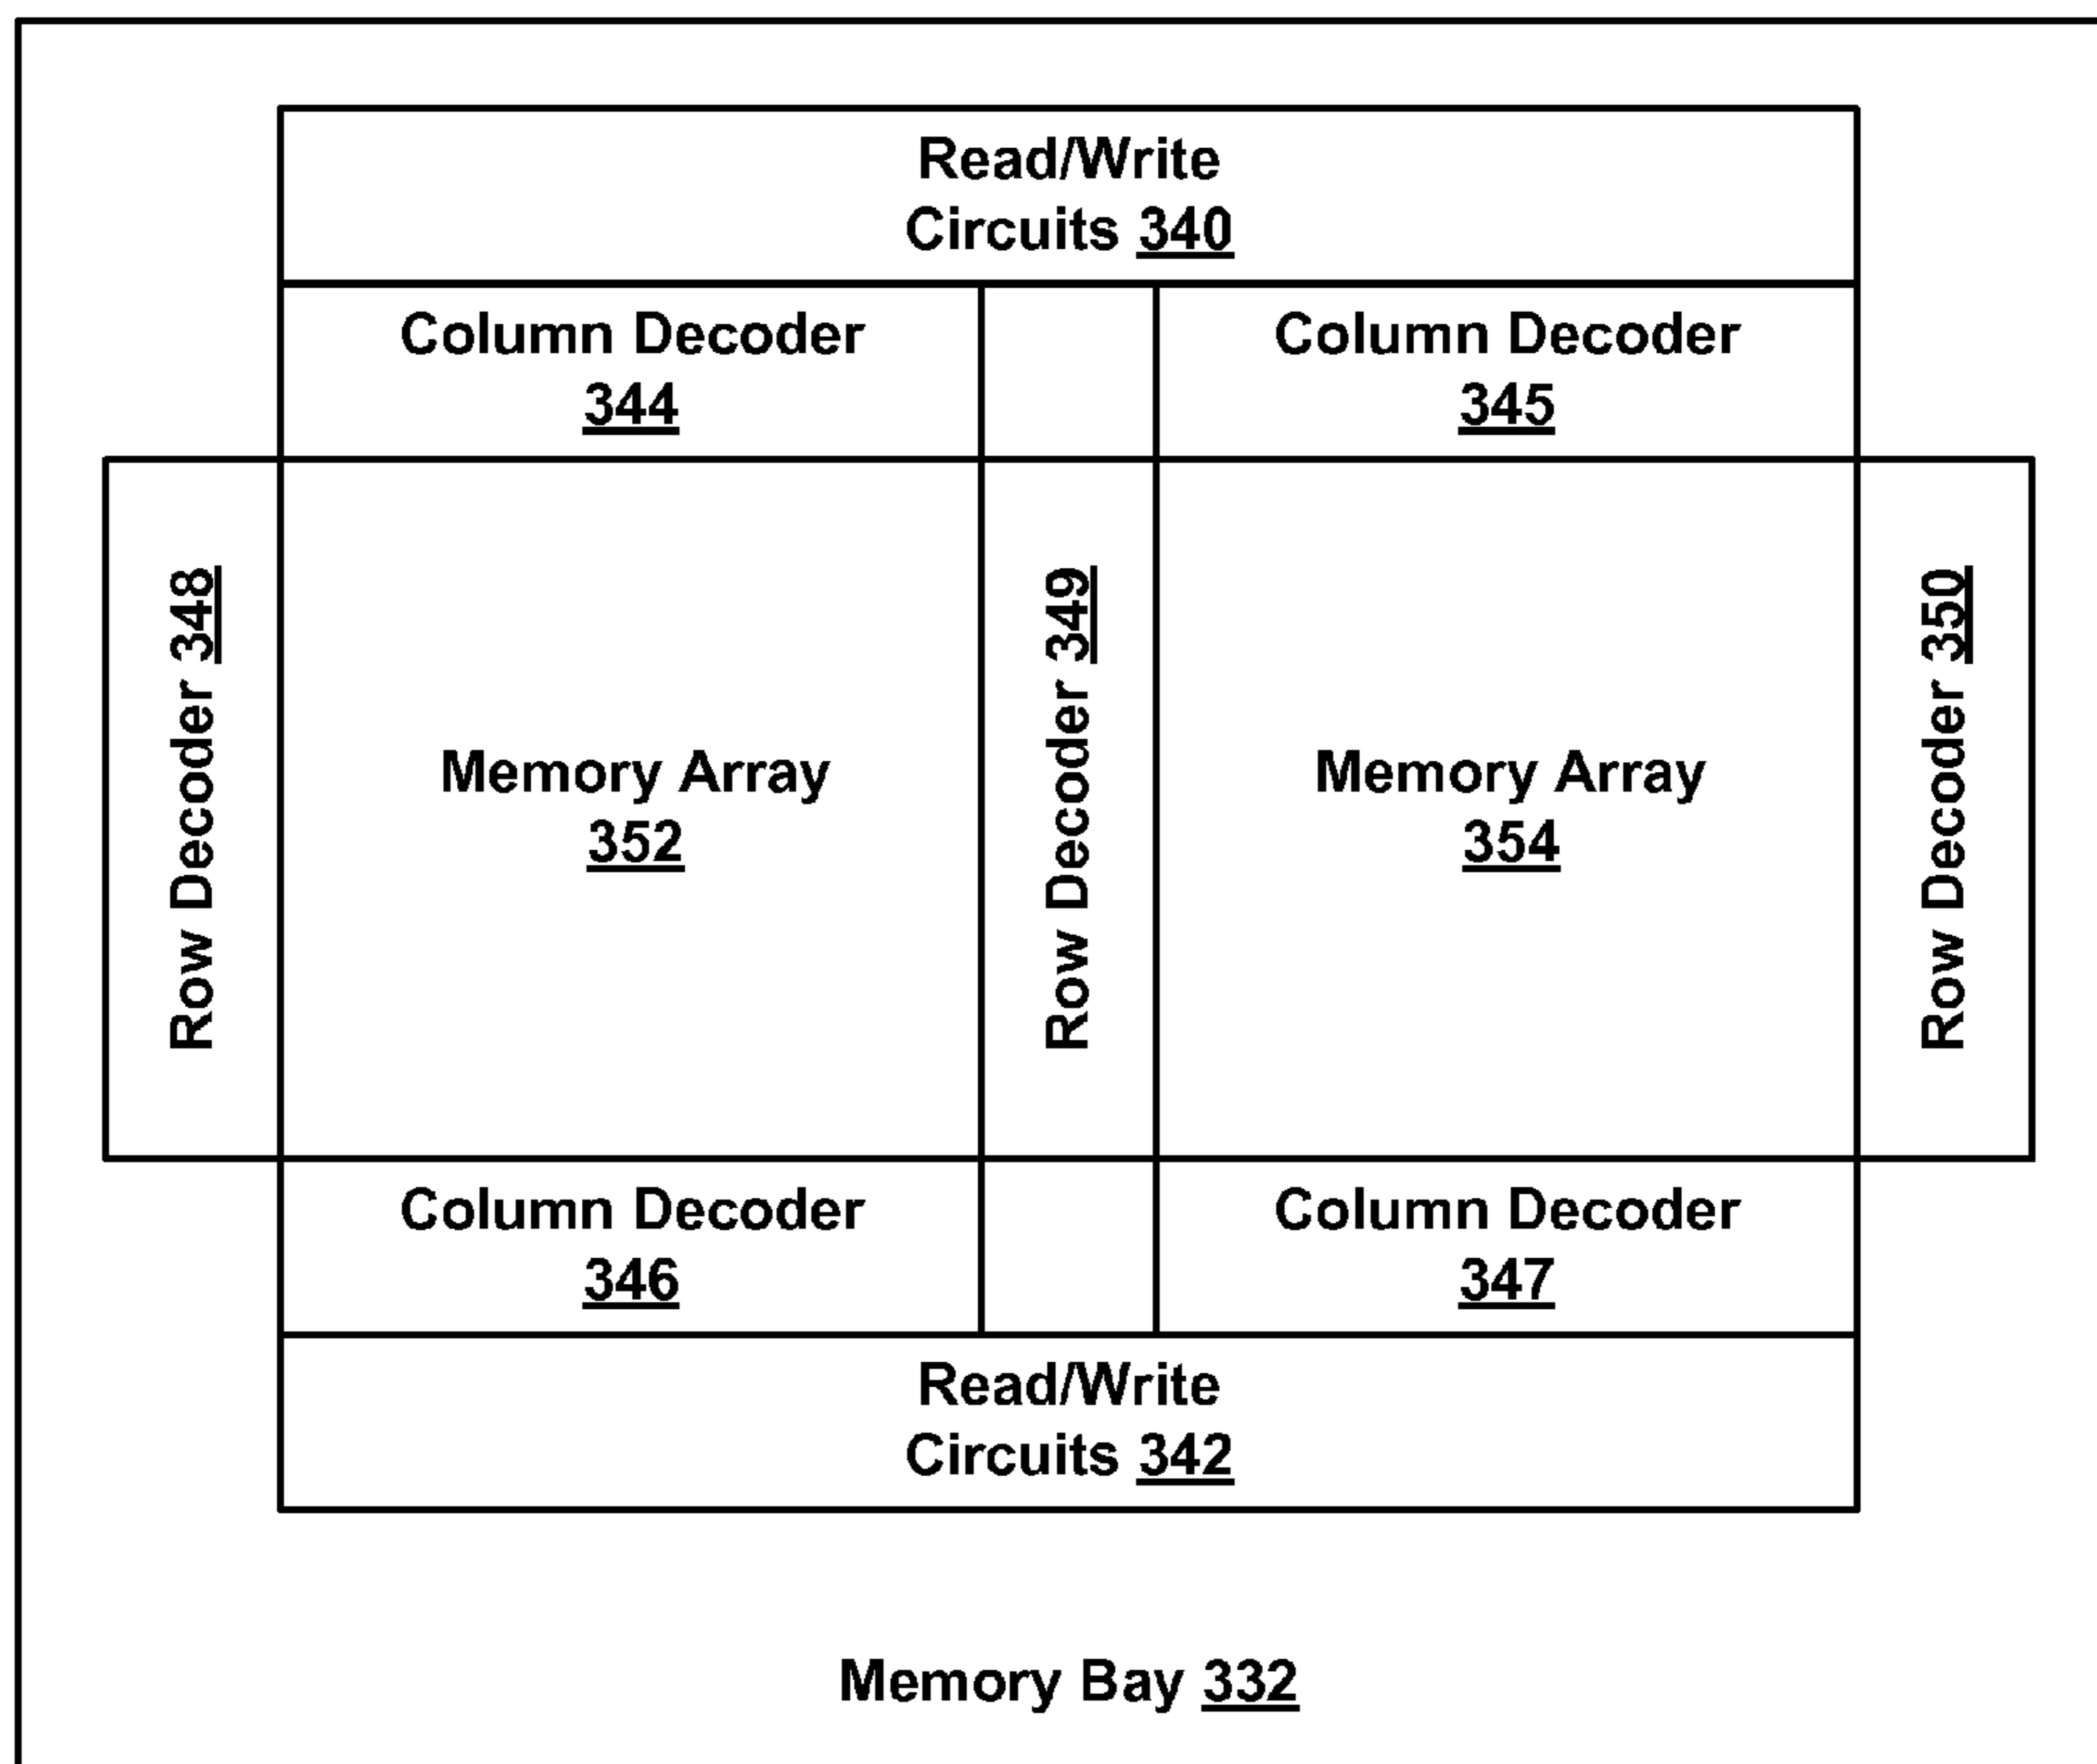 Read/Write
Circuits 340
Column Decoder
344
Column Decoder
345
Row Decoder 348
Memory Array
352
Row Decoder 349
Memory Array
354
Row Decoder 350
Column Decoder
346
Column Decoder
347
Read/Write
Circuits 342
Memory Bay 332